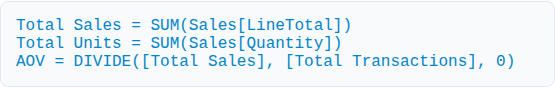 Total Sales = SUM(Sales[LineTotal])
Total Units = SUM(Sales[Quantity])
AOV = DIVIDE([Total Sales], [Total Transactions], 0)